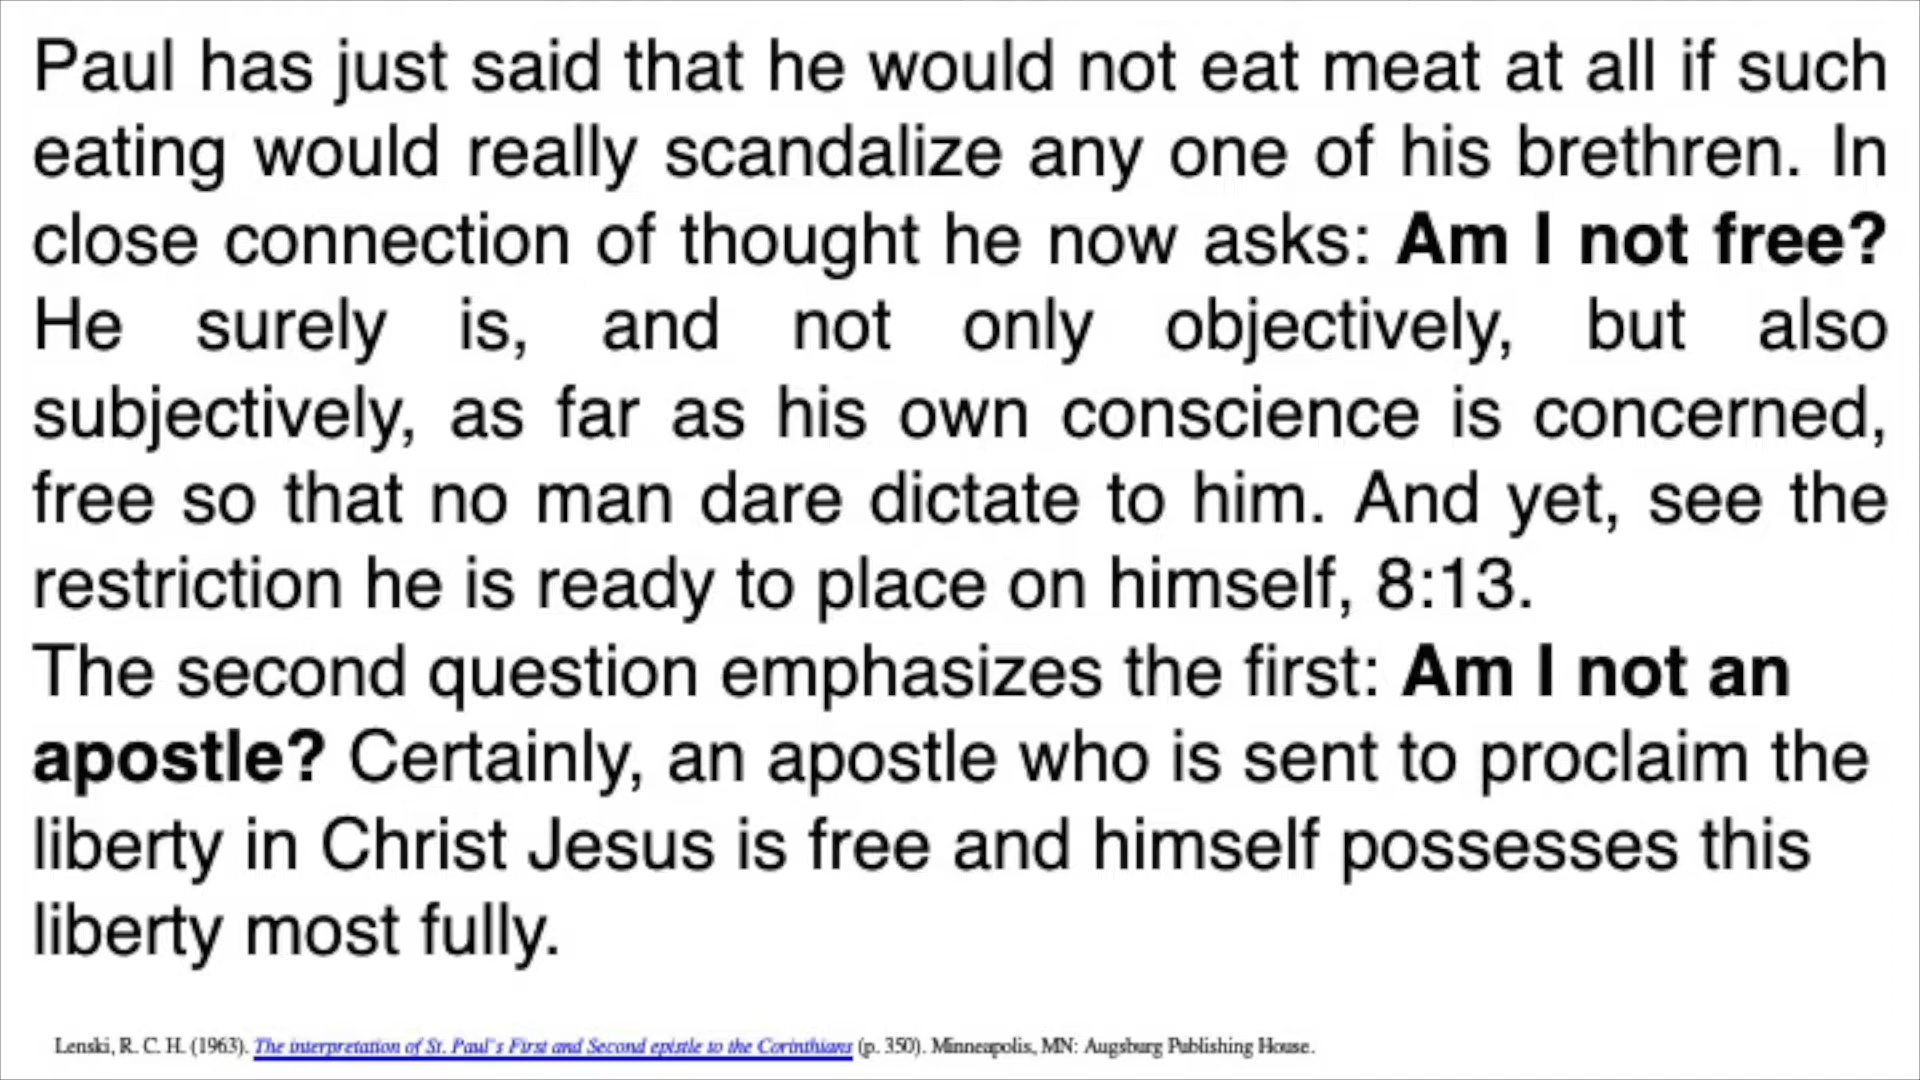 Paul has just said that he would not eat meat at all if such
eating would really scandalize any one of his brethren. In
close connection of thought he now asks: Am I not free?
He surely is, and not only objectively, but also
subjectively, as far as his own conscience is concerned,
free so that no man dare dictate to him. And yet, see the
restriction he is ready to place on himself, 8:13.
The second question emphasizes the first: Am I not an
apostle? Certainly, an apostle who is sent to proclaim the
liberty in Christ Jesus is free and himself possesses this
liberty most fully.
Lenski, R. C. H. (1963). The interpretation of St. Paul's First and Second epistle to the Corinthians (p. 350). Minneapolis, MN: Augsburg Publishing House.